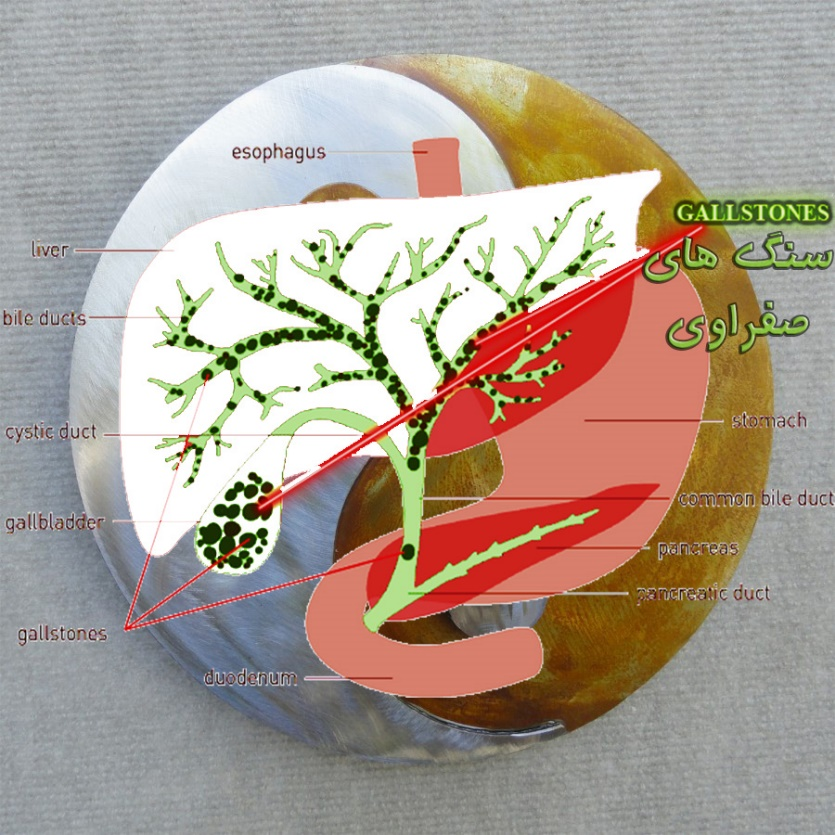 esophagus
GALLSTONES
liver
سنگ های
bile ducts
صفراوی
stomach
cystic duct
common bile duct
gallbladder
pancreas
pancreatic duct
gallstones
duodenum